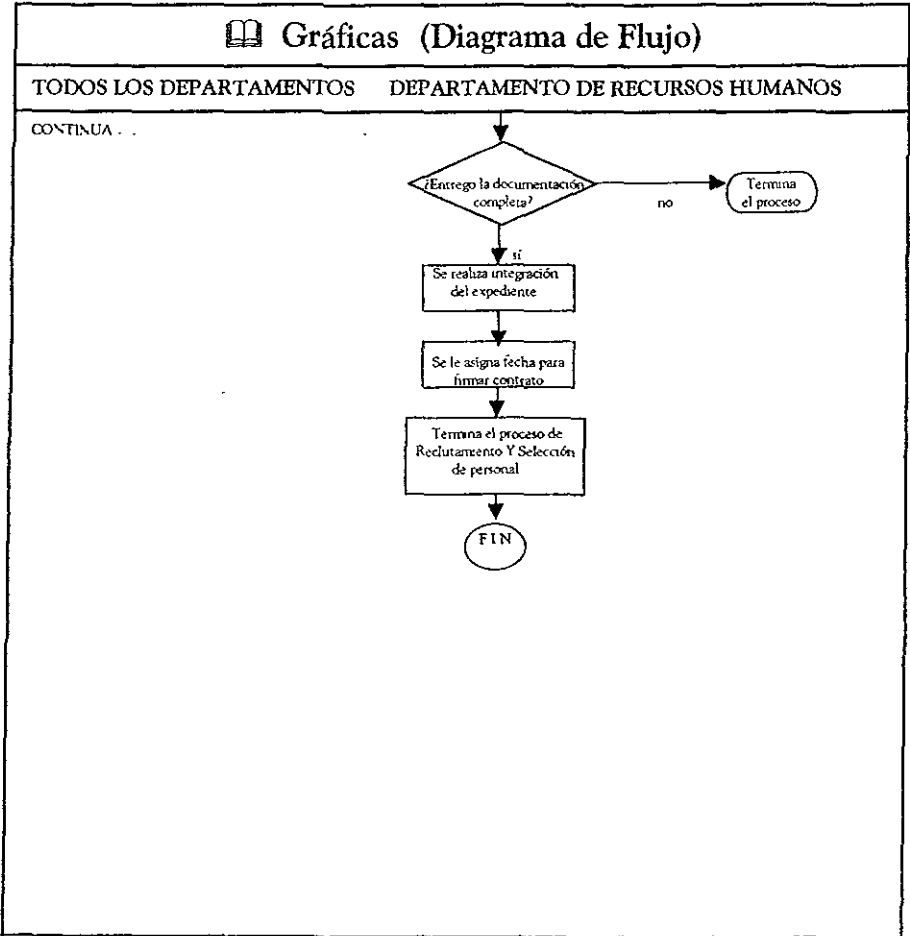 Gráficas (Diagrama de Flujo)
TODOS LOS DEPARTAMENTOS DEPARTAMENTO DE RECURSOS HUMANOS
CONTINUA . .
¿Entrego la documentación
completa?
no
Termina
el proceso
sí
Se realiza integración
del expediente
Se le asigna fecha para
firmar contrato
Termina el proceso de
Reclutamiento Y Selección
de personal
FIN